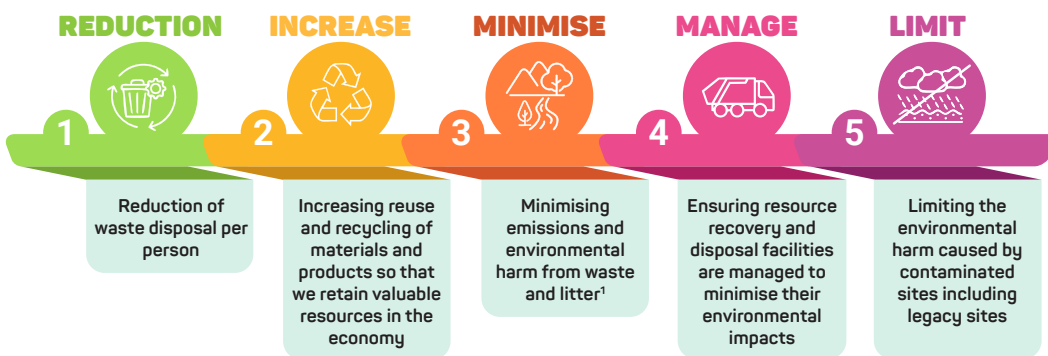 REDUCTION
1
Reduction of
waste disposal per
person
INCREASE
2
Increasing reuse
and recycling of
materials and
products so that
we retain valuable
resources in the
economy
MINIMISE
3
Minimising
emissions and
environmental
harm from waste
and litter¹
MANAGE
4
Ensuring resource
recovery and
disposal facilities
are managed to
minimise their
environmental
impacts
LIMIT
5
Limiting the
environmental
harm caused by
contaminated
sites including
legacy sites